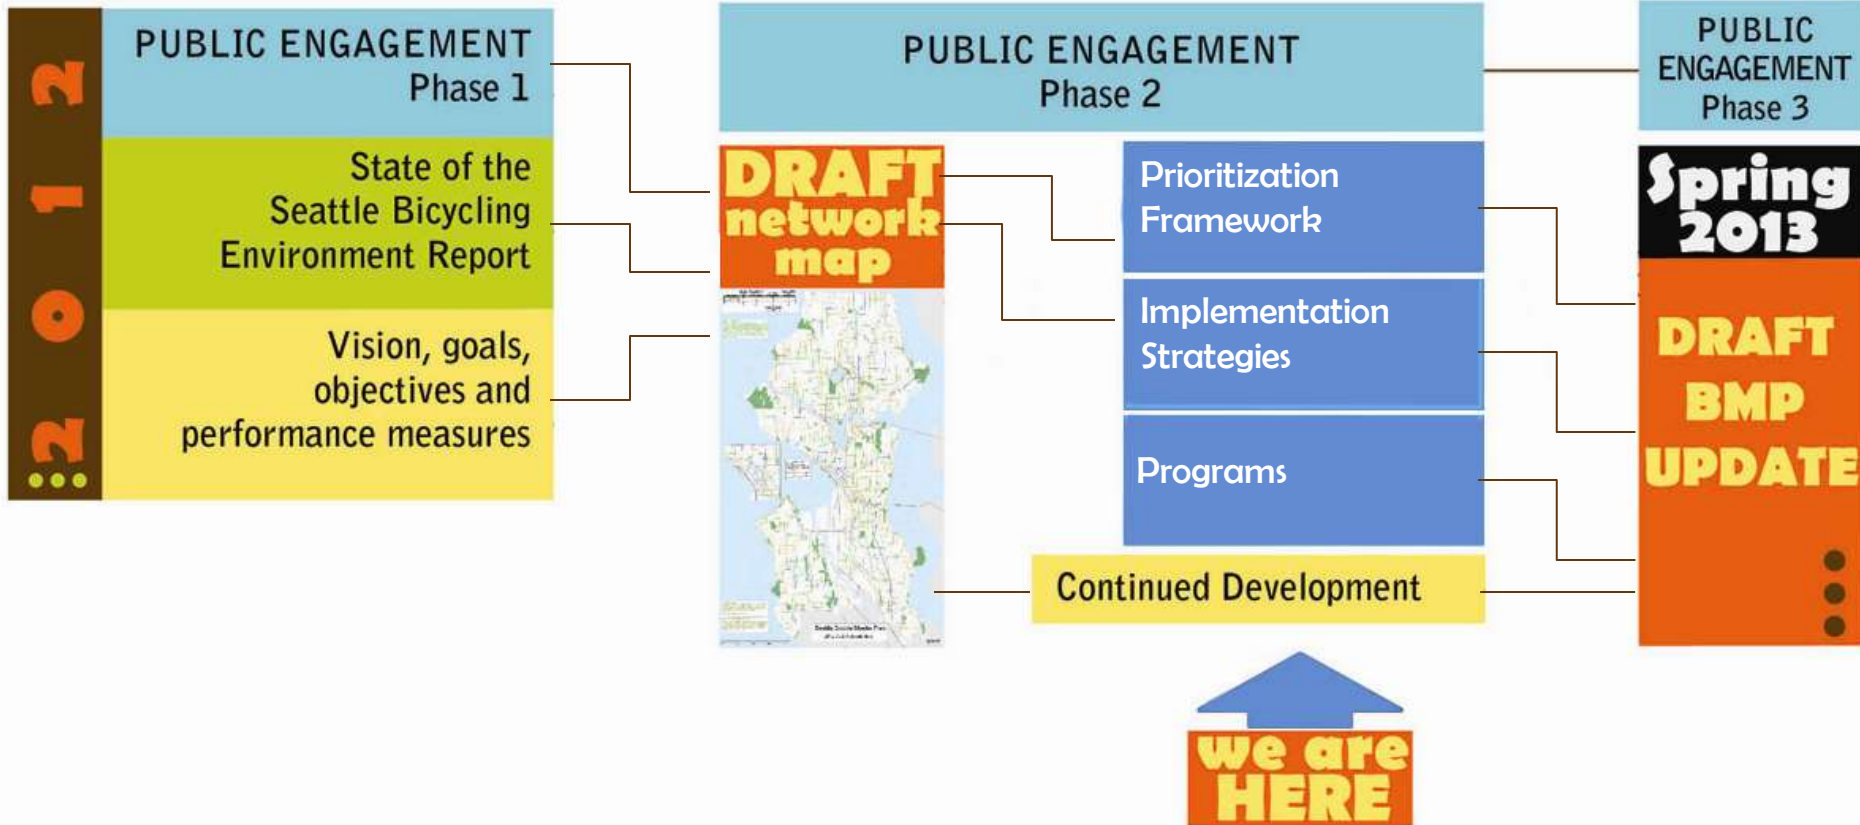 2012
PUBLIC ENGAGEMENT
Phase 1
State of the
Seattle Bicycling
Environment Report
Vision, goals,
objectives and
performance measures
PUBLIC ENGAGEMENT
Phase 2
DRAFT
network
map
Prioritization
Framework
Implementation
Strategies
Programs
Continued Development
we are
HERE
PUBLIC
ENGAGEMENT
Phase 3
Spring
2013
DRAFT
BMP
UPDATE